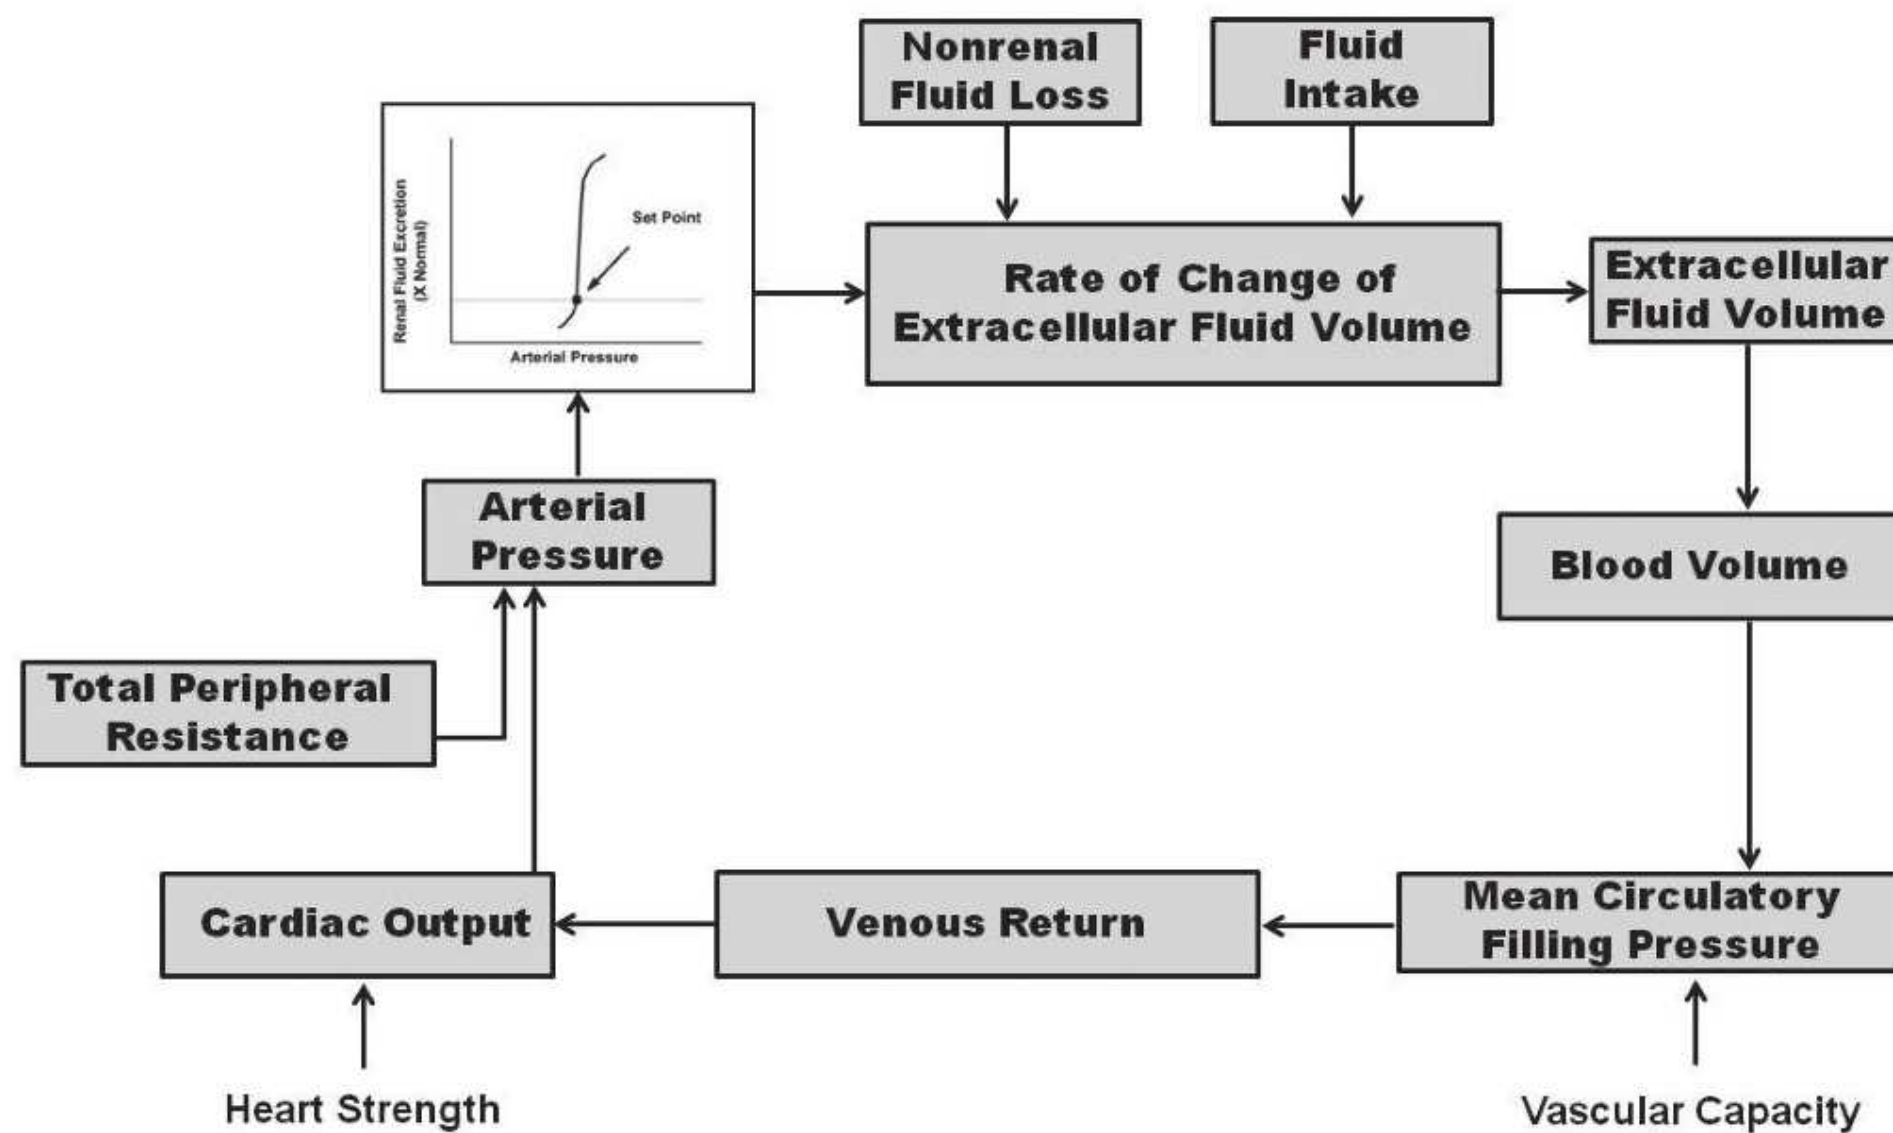 Nonrenal
Fluid Loss
Fluid
Intake
Renal Fluid Excretion
(X Normal)
Set Point
Arterial Pressure
Rate of Change of
Extracellular Fluid Volume
Extracellular
Fluid Volume
Arterial
Pressure
Blood Volume
Total Peripheral
Resistance
Cardiac Output
Venous Return
Mean Circulatory
Filling Pressure
Heart Strength
Vascular Capacity